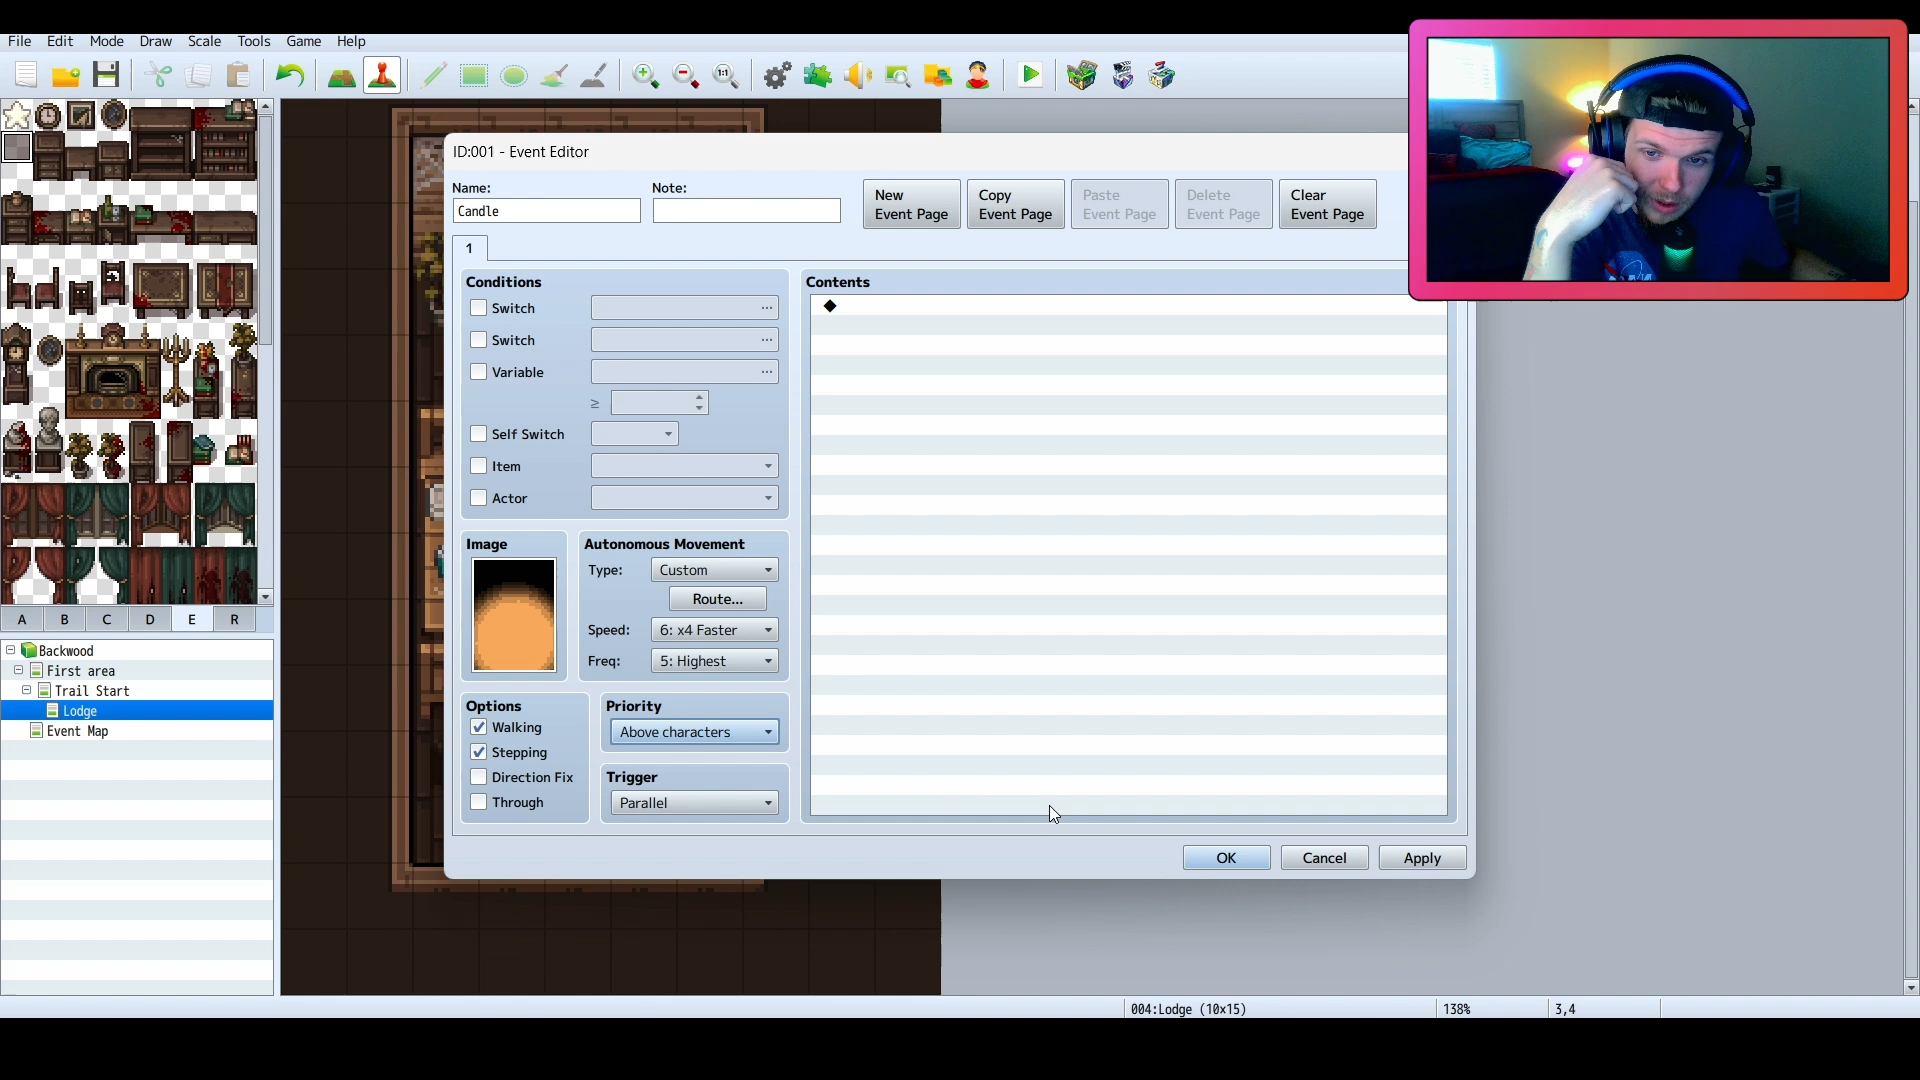 File Edit Mode Draw Scale Tools Game Help
ID:001 - Event Editor
Name:
Note:
Candle
New
Event Page
Copy
Event Page
Paste
Event Page
Delete
Event Page
Clear
Event Page
1
Conditions
Switch ...
Switch ...
Variable ...
≥
Self Switch
Item
Actor
Image
Autonomous Movement
Type: Custom
Route...
Speed: 6: x4 Faster
Freq: 5: Highest
Options
Walking
Stepping
Direction Fix
Through
Priority
Above characters
Trigger
Parallel
Contents
◆
OK Cancel Apply
1:1
A B C D E R
Backwood
First area
Trail Start
Lodge
Event Map
004:Lodge (10x15) 138% 3,4